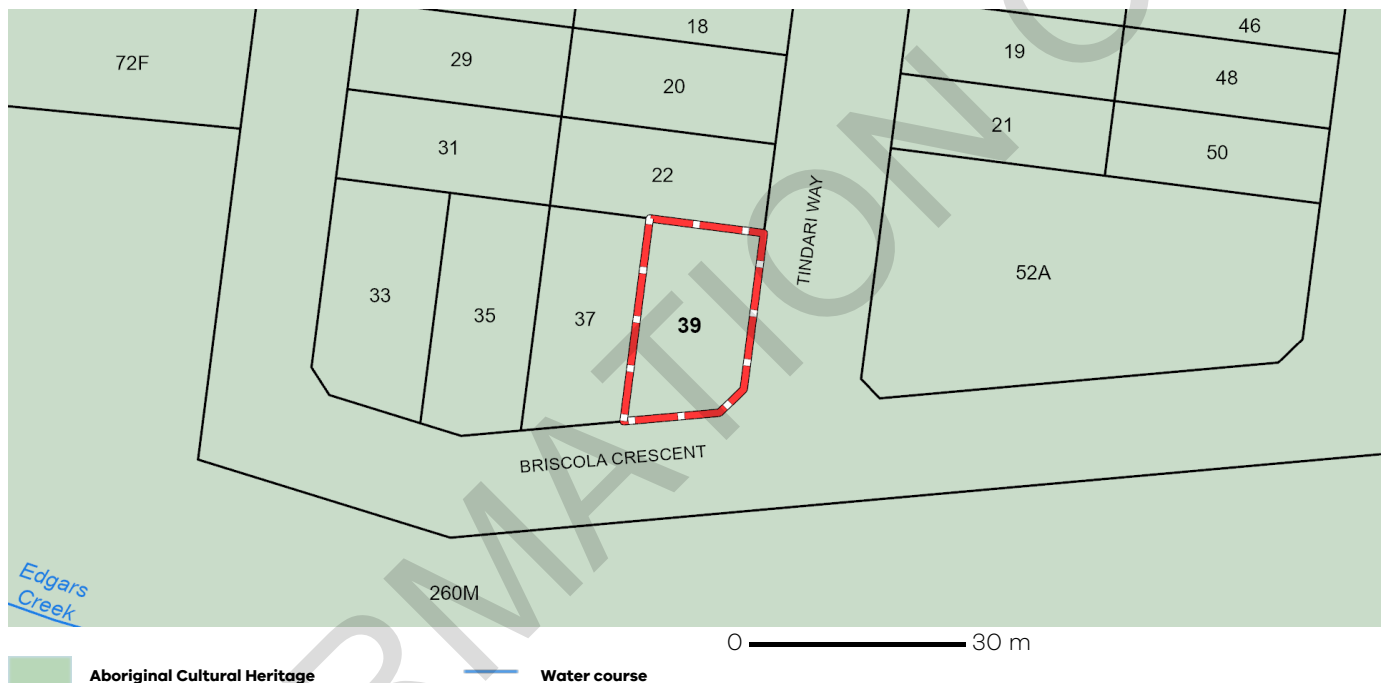 18
46
72F
29
19
20
48
21
31
50
22
TINDARI WAY
52A
33
35
37
39
BRISCOLA CRESCENT
Edgars
Creek
260M
0
30 m
Aboriginal Cultural Heritage
Water course